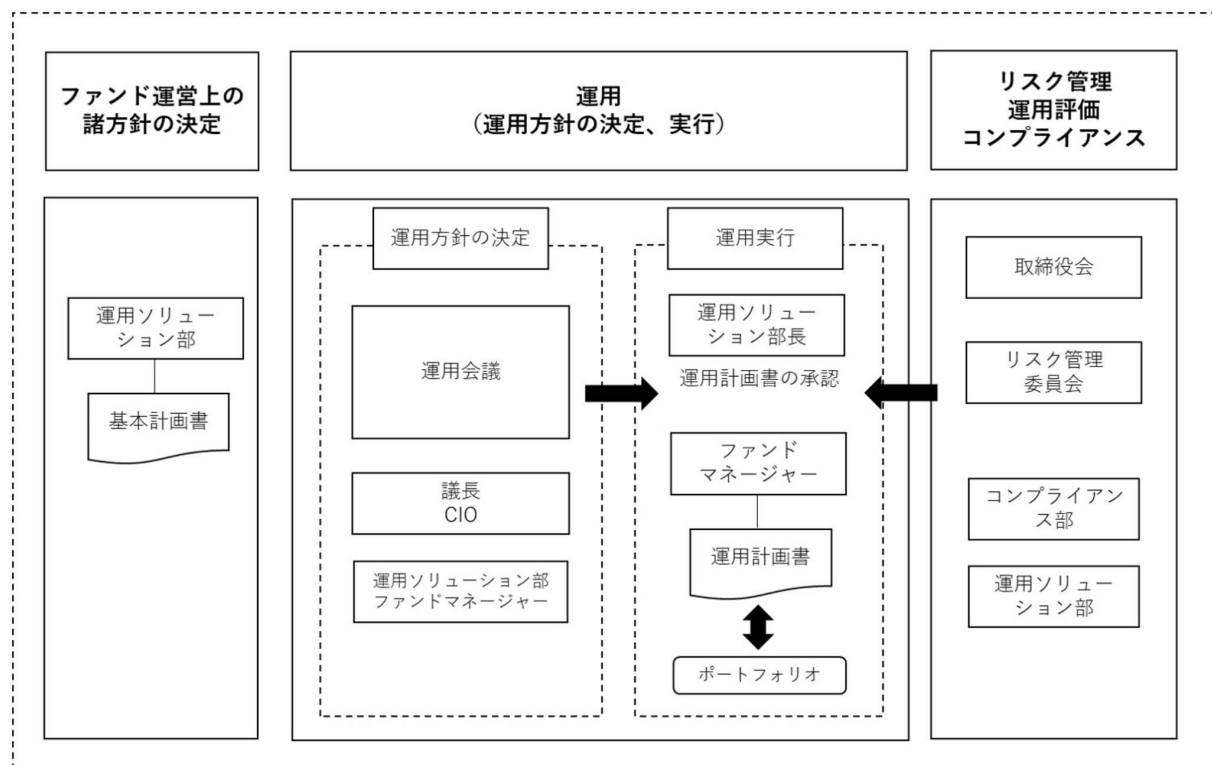 ファンド運営上の
諸方針の決定
運用
（運用方針の決定、実行）
リスク管理
運用評価
コンプライアンス
運用ソリュー
ション部
基本計画書
運用方針の決定
運用会議
議長
CIO
運用ソリューション部
ファンドマネージャー
運用実行
運用ソリュー
ション部長
運用計画書の承認
ファンド
マネージャー
運用計画書
ポートフォリオ
取締役会
リスク管理
委員会
コンプライアン
ス部
運用ソリュー
ション部